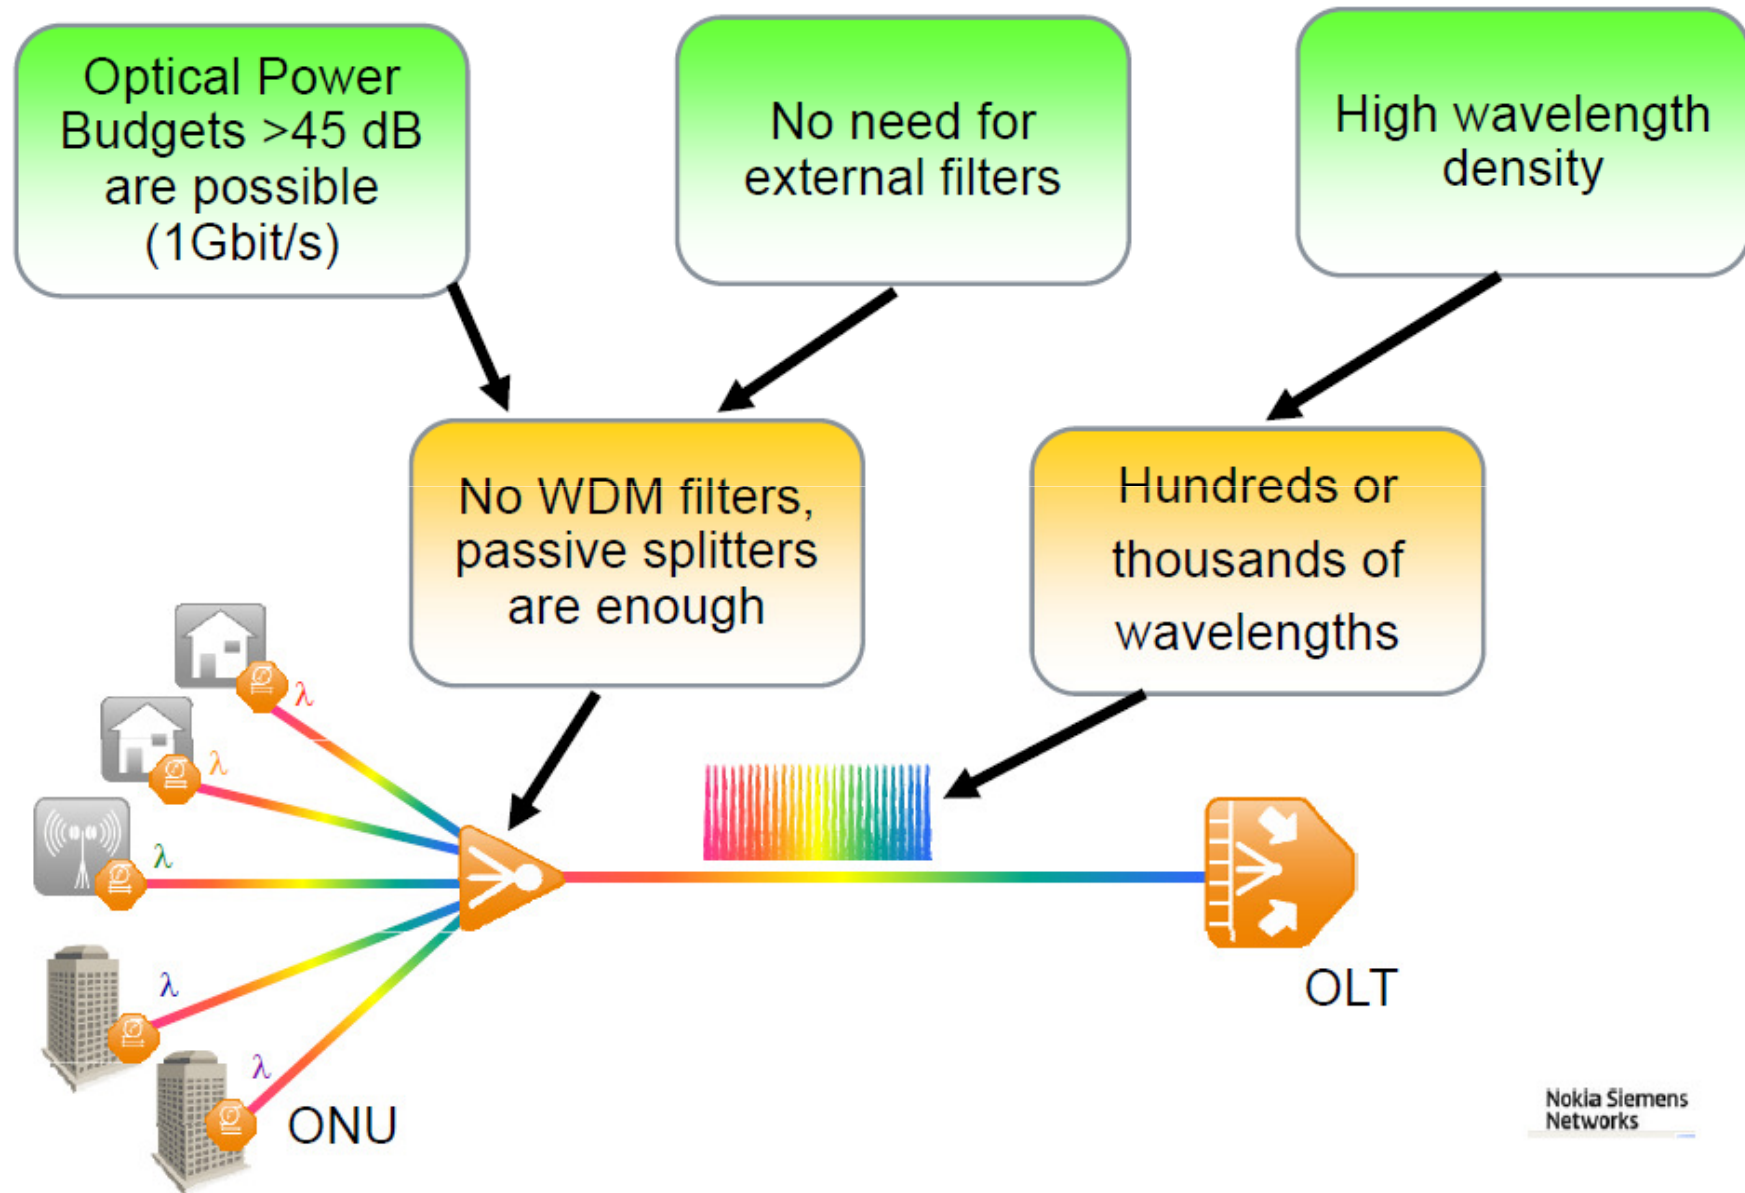 Optical Power
Budgets >45 dB
are possible
(1Gbit/s)
No need for
external filters
High wavelength
density
No WDM filters,
passive splitters
are enough
Hundreds or
thousands of
wavelengths
λ
λ
λ
λ
λ
ONU
OLT
Nokia Siemens
Networks